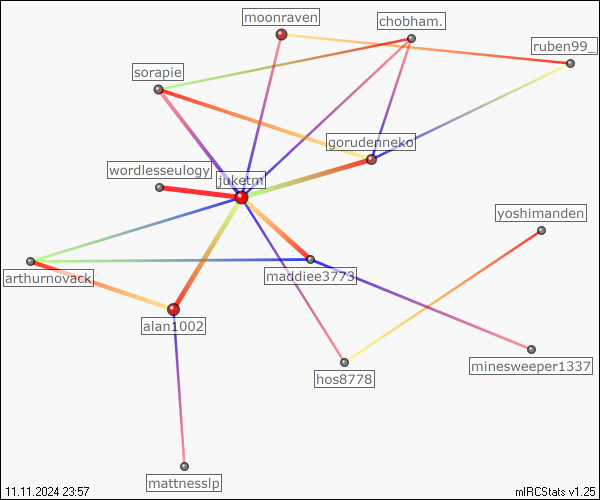 moonraven
chobham.
ruben99_
sorapie
gorudenneko
wordlesseulogy
juketm
yoshimanden
arthurnovack
maddiee3773
alan1002
minesweeper1337
hos8778
mattnesslp
11.11.2024 23:57
mIRCStats v1.25